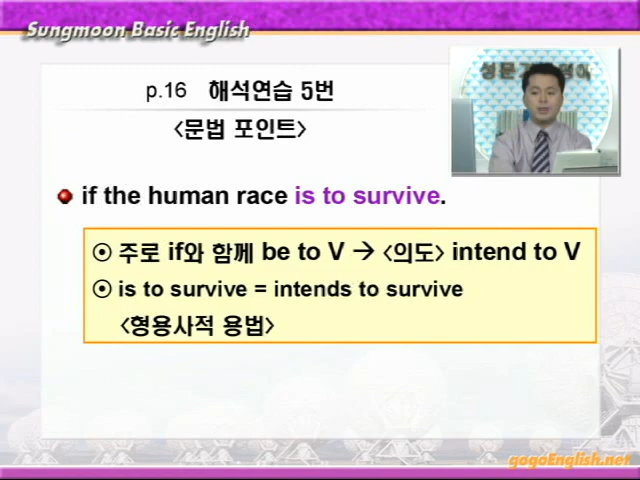 Sungmoon Basic English
p.16 해석연습 5번
<문법 포인트>
if the human race is to survive.
⊙ 주로 if와 함께 be to V → <의도> intend to V
⊙ is to survive = intends to survive
<형용사적 용법>
gogoEnglish.net